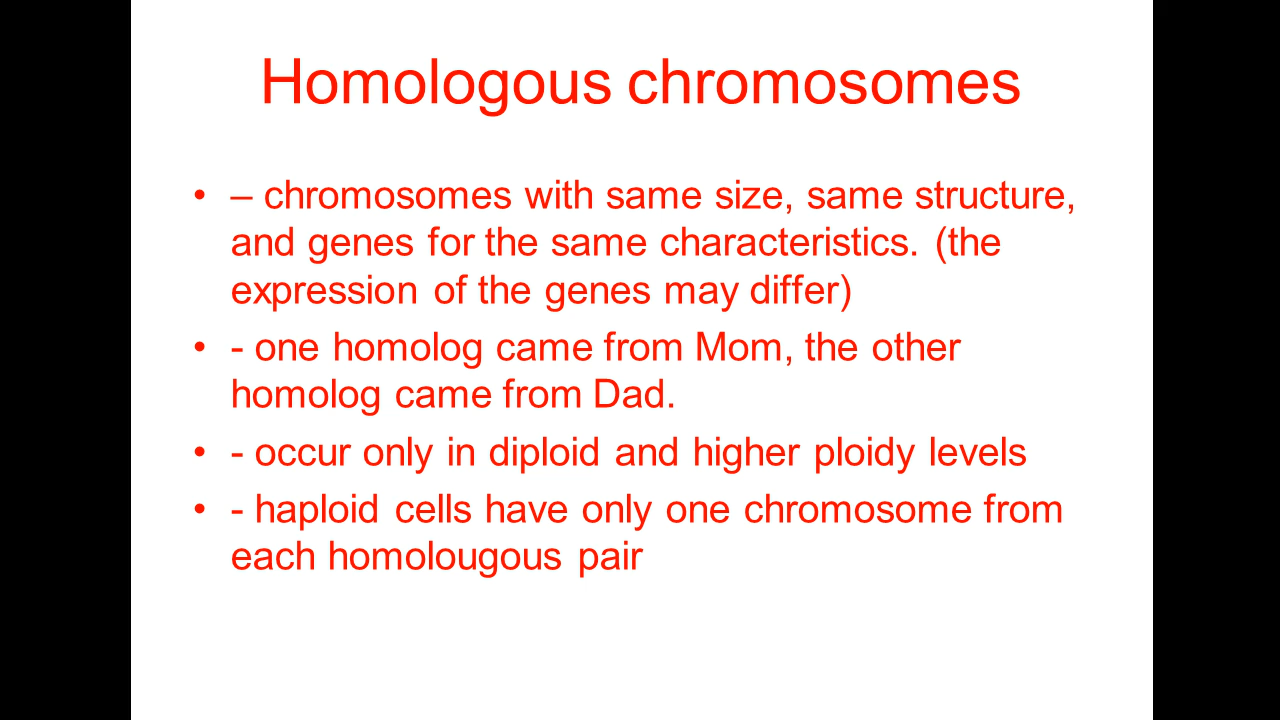 Homologous chromosomes
• – chromosomes with same size, same structure,
and genes for the same characteristics. (the
expression of the genes may differ)
• - one homolog came from Mom, the other
homolog came from Dad.
• - occur only in diploid and higher ploidy levels
• - haploid cells have only one chromosome from
each homolougous pair